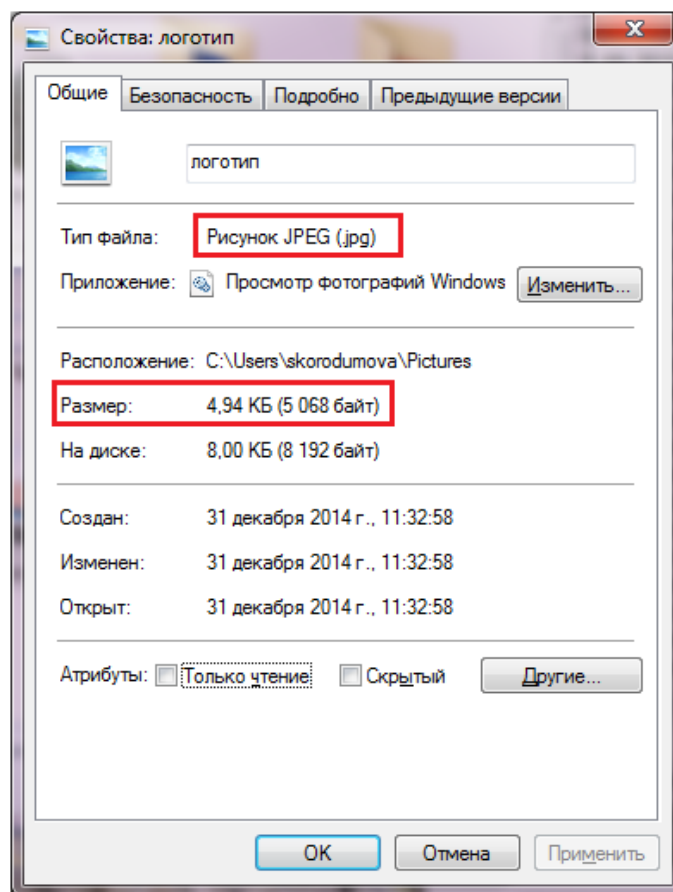 Свойства: логотип
X
Общие Безопасность Подробно Предыдущие версии
логотип
Тип файла: Рисунок JPEG (.jpg)
Приложение: Просмотр фотографий Windows Изменить...
Расположение: C:\Users\skorodumova\Pictures
Размер: 4,94 КБ (5 068 байт)
На диске: 8,00 КБ (8 192 байт)
Создан: 31 декабря 2014 г., 11:32:58
Изменен: 31 декабря 2014 г., 11:32:58
Открыт: 31 декабря 2014 г., 11:32:58
Атрибуты: Только чтение Скрытый Другие...
OK Отмена Применить